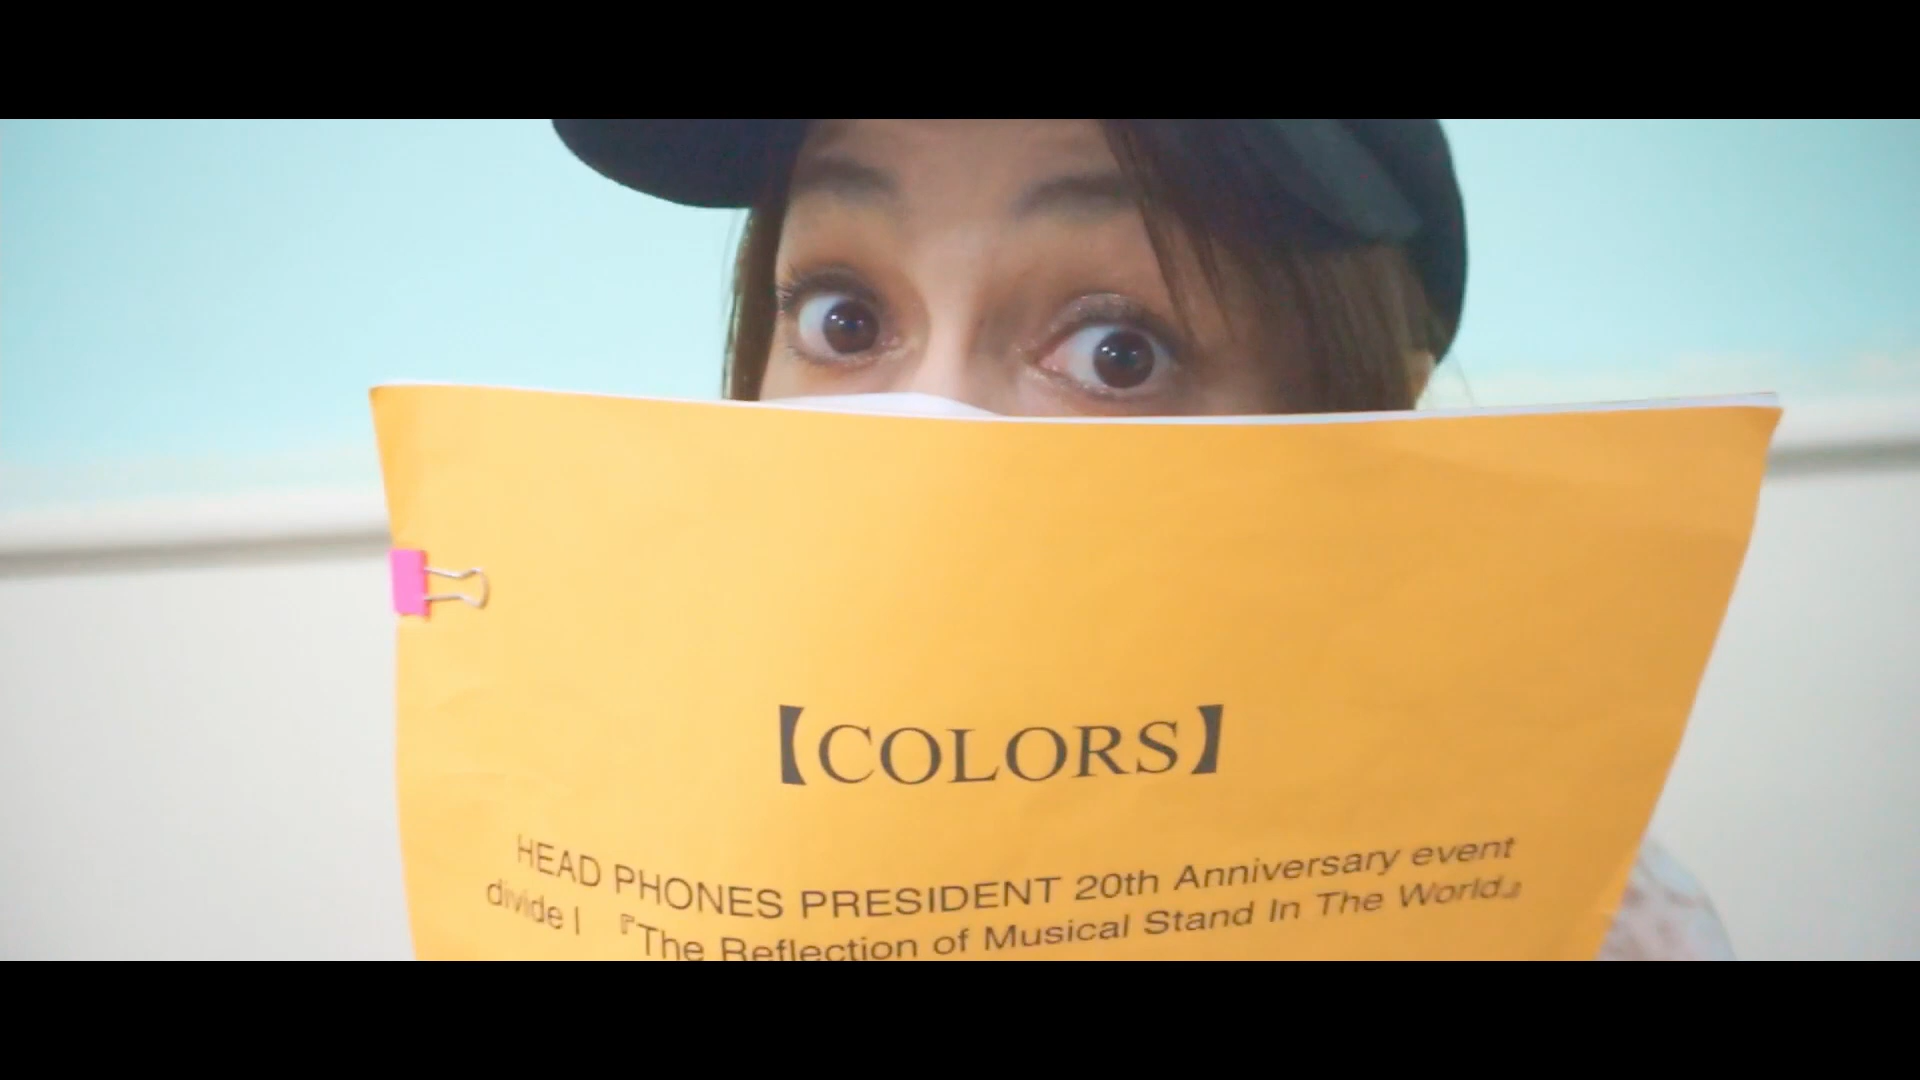 【COLORS】
HEAD PHONES PRESIDENT 20th Anniversary event
divide Ⅰ 『The Reflection of Musical Stand In The World』